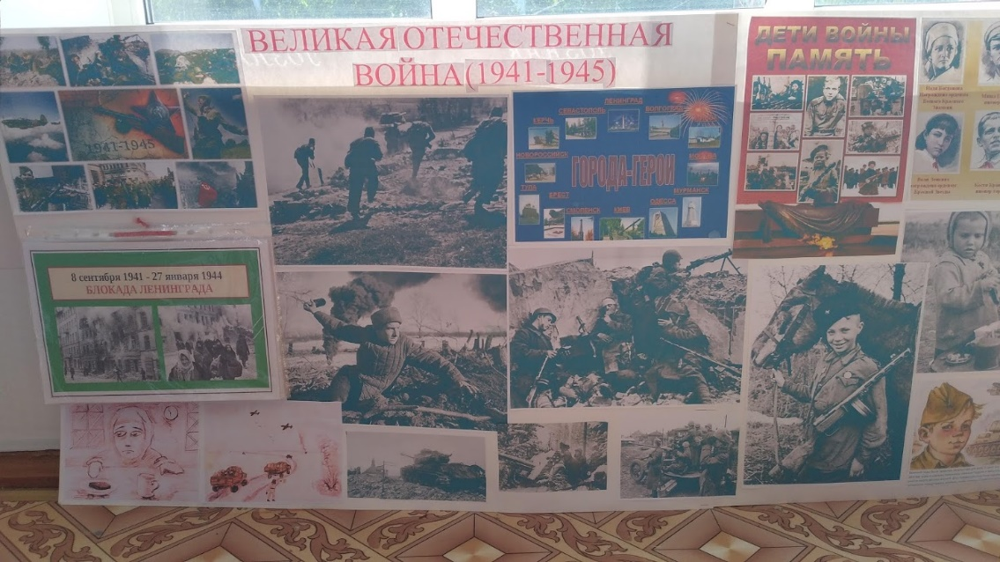 ВЕЛИКАЯ ОТЕЧЕСТВЕННАЯ
ВОЙНА (1941-1945)
1941-1945
8 сентября 1941 - 27 января 1944
БЛОКАДА ЛЕНИНГРАДА
ЛЕНИНГРАД
СЕВАСТОПОЛЬ
ВОЛГОГРАД
КЕРЧЬ
НОВОРОССИЙСК
ГОРОДА-ГЕРОИ
ТУЛА
МУРМАНСК
БРЕСТ
ОДЕССА
СМОЛЕНСК
КИЕВ
ДЕТИ ВОЙНЫ
ПАМЯТЬ